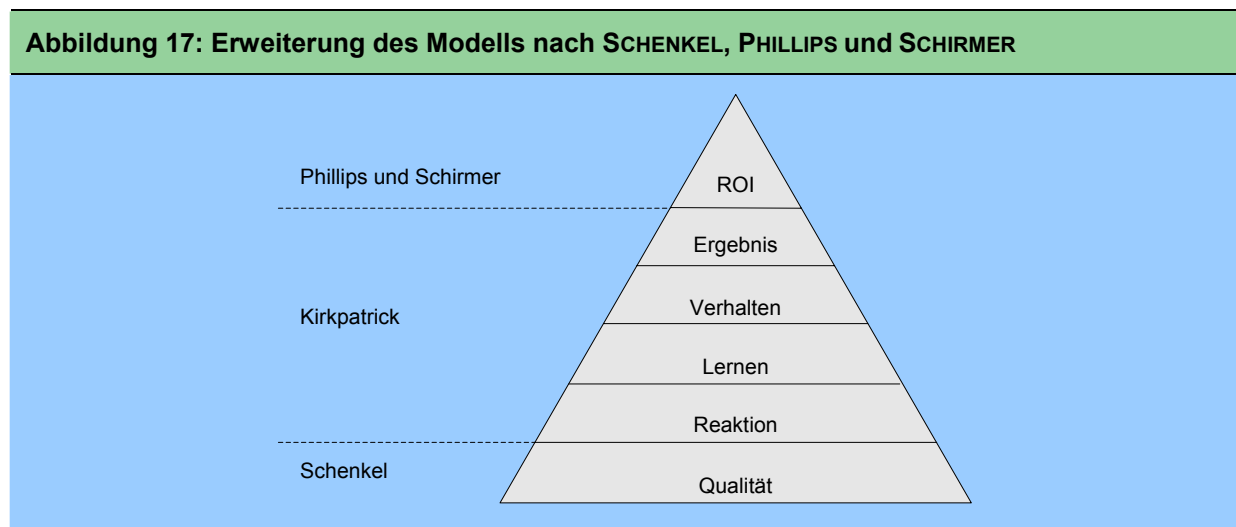 Abbildung 17: Erweiterung des Modells nach SCHENKEL, PHILLIPS und SCHIRMER
Phillips und Schirmer
ROI
Ergebnis
Kirkpatrick
Verhalten
Lernen
Reaktion
Schenkel
Qualität